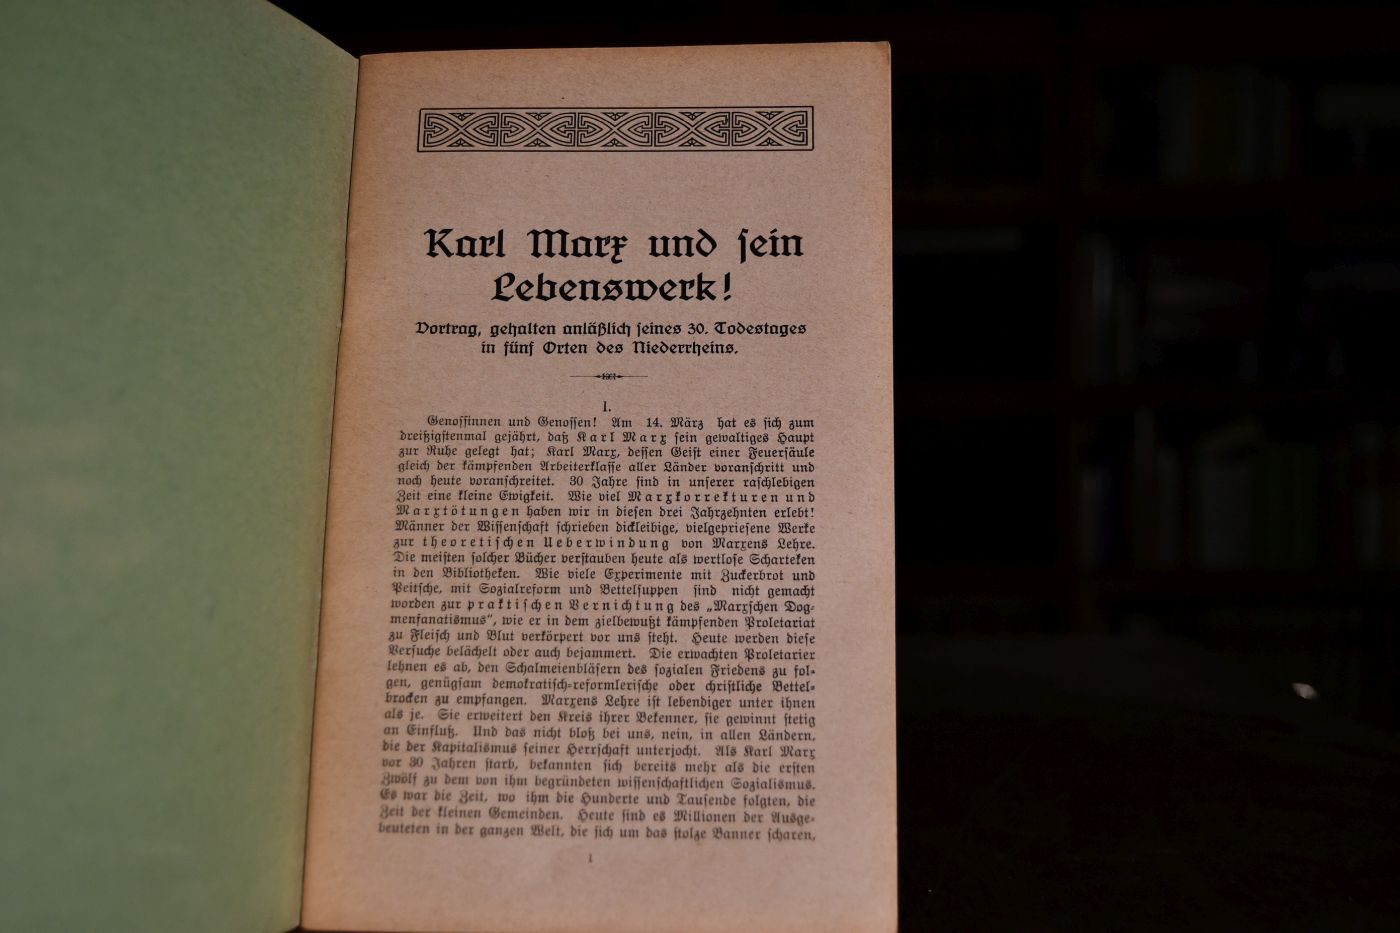 Karl Marx und sein
Lebenswerk!
Vortrag, gehalten anläßlich seines 30. Todestages
in fünf Orten des Niederrheins.
I.
Genossinnen und Genossen! Am 14. März hat es sich zum
dreißigstenmal gejährt, daß Karl Marx sein gewaltiges Haupt
zur Ruhe gelegt hat; Karl Marx, dessen Geist einer Feuersäule
gleich der kämpfenden Arbeiterklasse aller Länder voranschritt und
noch heute voranschreitet. 30 Jahre sind in unserer raschlebigen
Zeit eine kleine Ewigkeit. Wie viel Marxkorrekturen und
Marxtötungen haben wir in diesen drei Jahrzehnten erlebt!
Männer der Wissenschaft schrieben dickleibige, vielgepriesene Werke
zur theoretischen Ueberwindung von Marxens Lehre.
Die meisten solcher Bücher verstauben heute als wertlose Scharteken
in den Bibliotheken. Wie viele Experimente mit Zuckerbrot und
Peitsche, mit Sozialreform und Bettelsuppen sind nicht gemacht
worden zur praktischen Vernichtung des „Marxschen Dog-
menfanatismus", wie er in dem zielbewußt kämpfenden Proletariat
zu Fleisch und Blut verkörpert vor uns steht. Heute werden diese
Versuche belächelt oder auch bejammert. Die erwachten Proletarier
lehnen es ab, den Schalmeienbläsern des sozialen Friedens zu fol-
gen, genügsam demokratisch-reformlerische oder christliche Bettel-
brocken zu empfangen. Marxens Lehre ist lebendiger unter ihnen
als je. Sie erweitert den Kreis ihrer Bekenner, sie gewinnt stetig
an Einfluß. Und das nicht bloß bei uns, nein, in allen Ländern,
die der Kapitalismus seiner Herrschaft unterjocht. Als Karl Marx
vor 30 Jahren starb, bekannten sich bereits mehr als die ersten
Zwölf zu dem von ihm begründeten wissenschaftlichen Sozialismus.
Es war die Zeit, wo ihm die Hunderte und Tausende folgten, die
Zeit der kleinen Gemeinden. Heute sind es Millionen der Ausge-
beuteten in der ganzen Welt, die sich um das stolze Banner scharen,
1